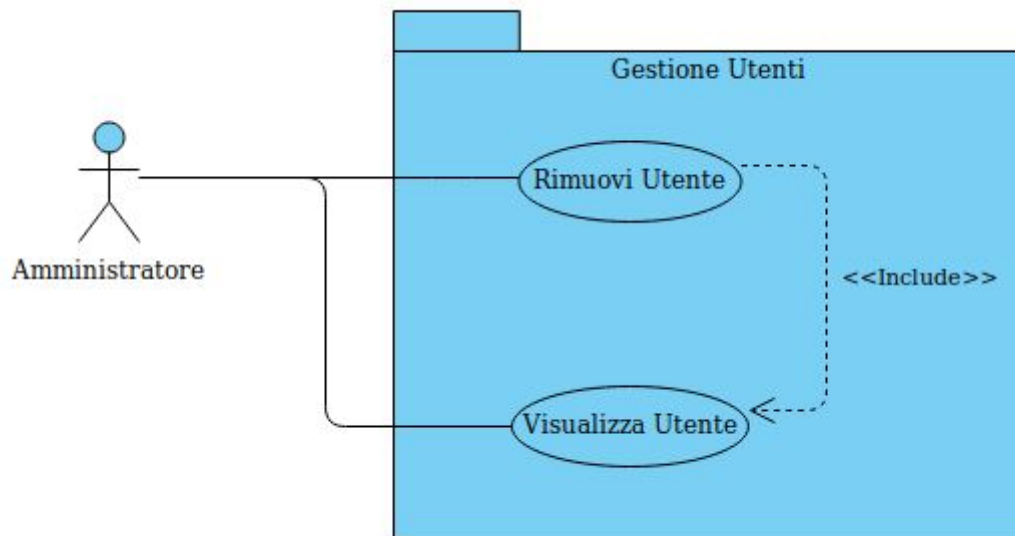 Gestione Utenti
Rimuovi Utente
Amministratore
<<Include>>
Visualizza Utente